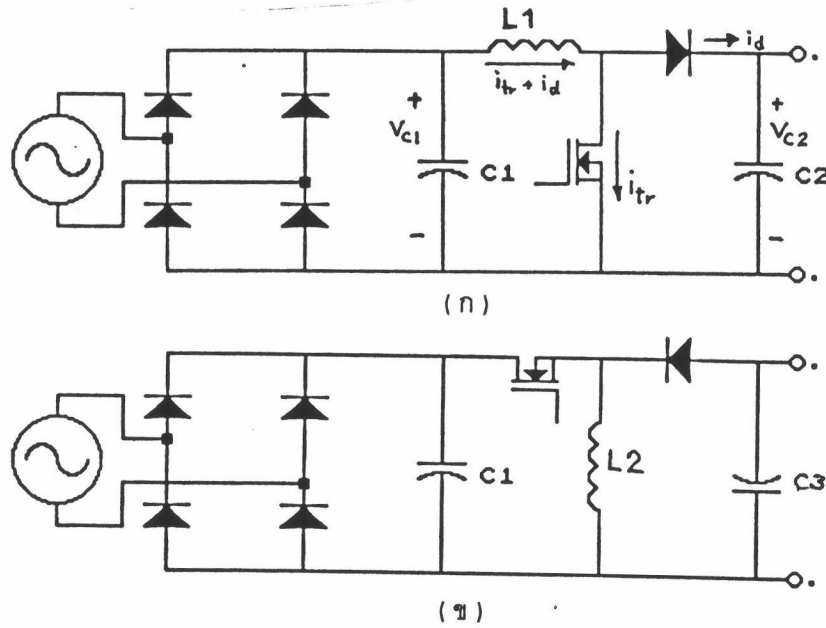 L1
i_d
i_tr + i_d
+
V_C1
-
C1
i_tr
+
V_C2
-
C2
(ก)
C1
L2
C3
(ข)